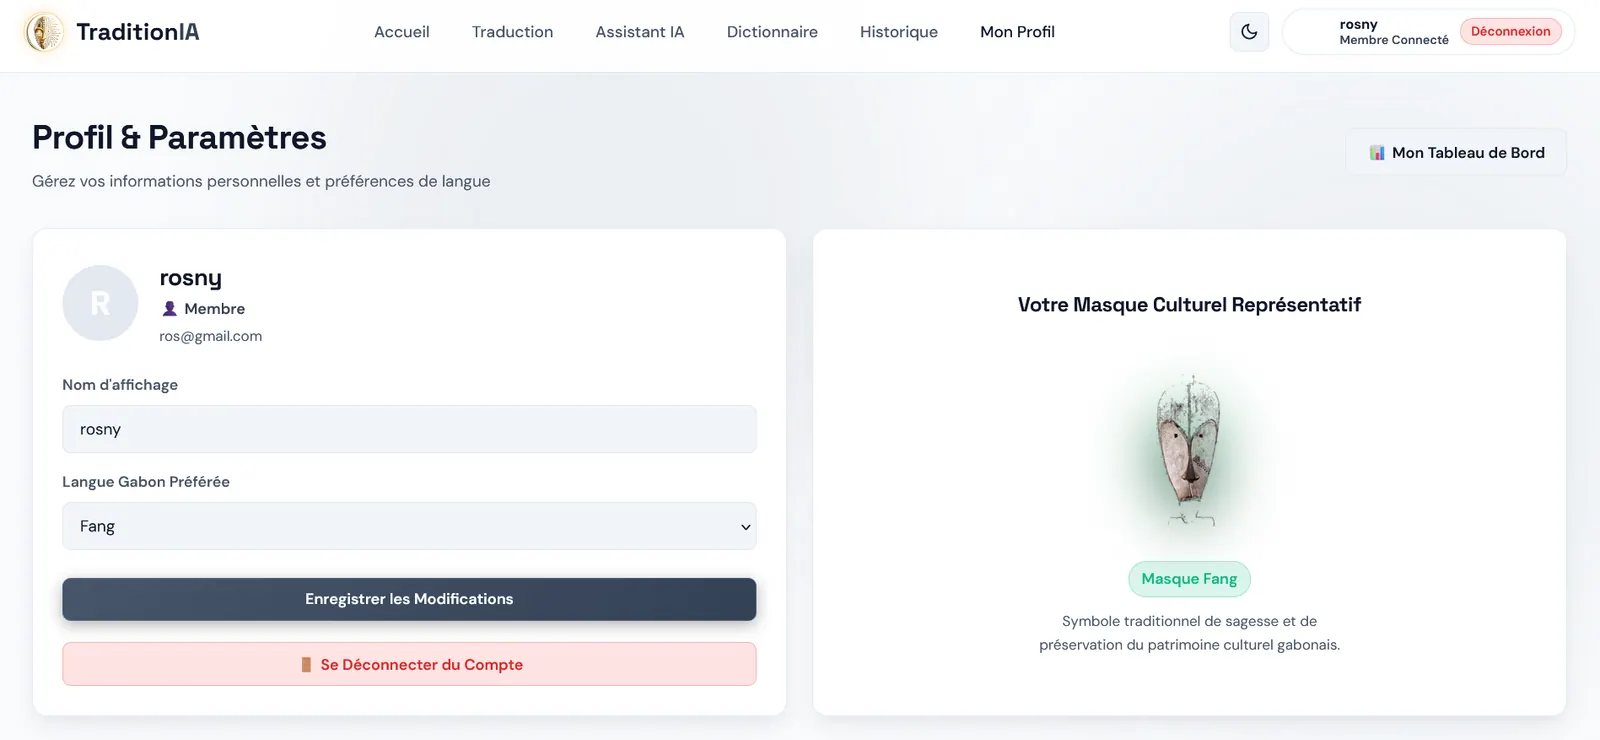 TraditionIA
Accueil
Traduction
Assistant IA
Dictionnaire
Historique
Mon Profil
rosny
Membre Connecté
Déconnexion
Profil & Paramètres
Gérez vos informations personnelles et préférences de langue
Mon Tableau de Bord
R
rosny
Membre
ros@gmail.com
Nom d'affichage
rosny
Langue Gabon Préférée
Fang
Enregistrer les Modifications
Se Déconnecter du Compte
Votre Masque Culturel Représentatif
Masque Fang
Symbole traditionnel de sagesse et de
préservation du patrimoine culturel gabonais.